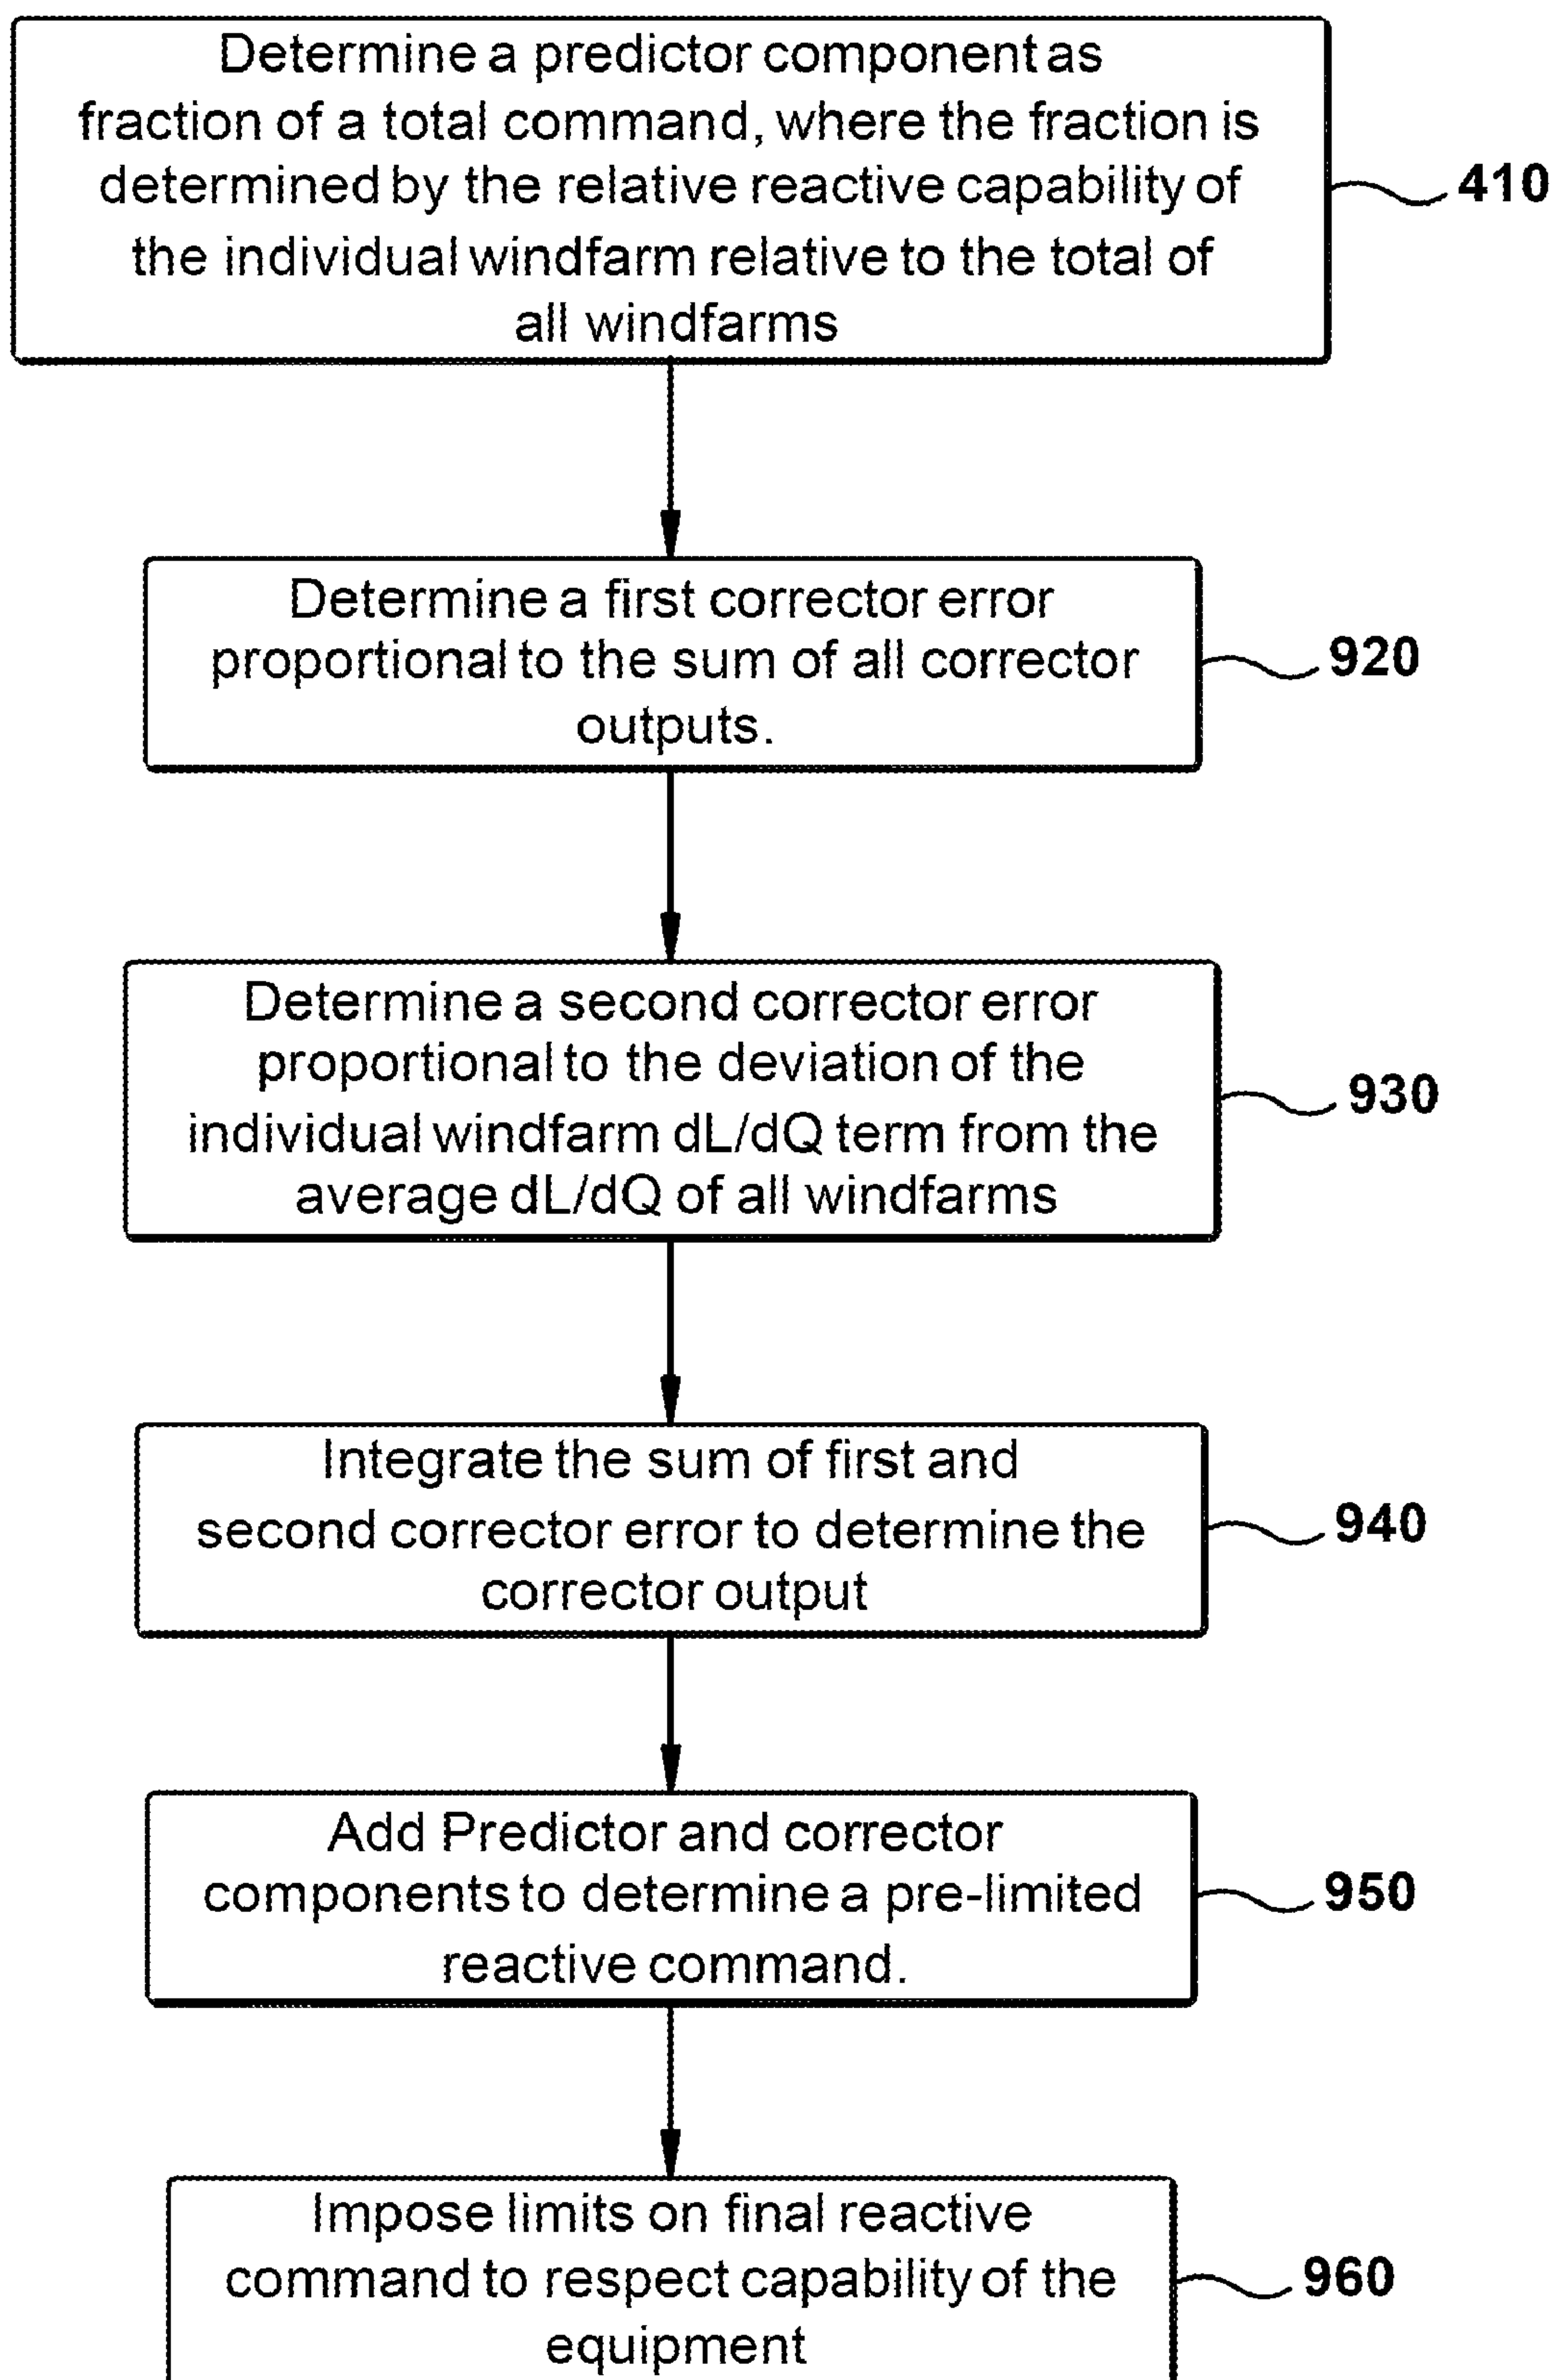 Determine a predictor component as
fraction of a total command, where the fraction is
determined by the relative reactive capability of
the individual windfarm relative to the total of
all windfarms
410
Determine a first corrector error
proportional to the sum of all corrector
outputs.
920
Determine a second corrector error
proportional to the deviation of the
individual windfarm dL/dQ term from the
average dL/dQ of all windfarms
930
Integrate the sum of first and
second corrector error to determine the
corrector output
940
Add Predictor and corrector
components to determine a pre-limited
reactive command.
950
Impose limits on final reactive
command to respect capability of the
equipment
960